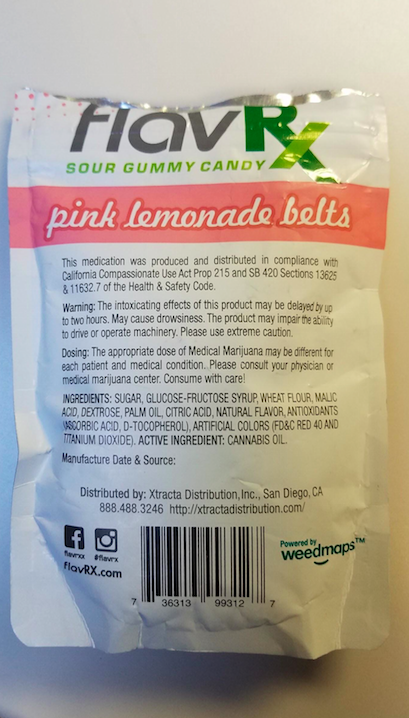 flavRx
SOUR GUMMY CANDY
pink lemonade belts
This medication was produced and distributed in compliance with
California Compassionate Use Act Prop 215 and SB 420 Sections 13625
& 11632.7 of the Health & Safety Code.
Warning: The intoxicating effects of this product may be delayed by up
to two hours. May cause drowsiness. The product may impair the ability
to drive or operate machinery. Please use extreme caution.
Dosing: The appropriate dose of Medical Marijuana may be different for
each patient and medical condition. Please consult your physician or
medical marijuana center. Consume with care!
INGREDIENTS: SUGAR, GLUCOSE-FRUCTOSE SYRUP, WHEAT FLOUR, MALIC
ACID, DEXTROSE, PALM OIL, CITRIC ACID, NATURAL FLAVOR, ANTIOXIDANTS
(ASCORBIC ACID, D-TOCOPHEROL), ARTIFICIAL COLORS (FD&C RED 40 AND
TITANIUM DIOXIDE). ACTIVE INGREDIENT: CANNABIS OIL.
Manufacture Date & Source:
Distributed by: Xtracta Distribution, Inc., San Diego, CA
888.488.3246 http://xtractadistribution.com/
flavrxx #flavrx
flavRX.com
Powered by
weedmaps™
7 36313 99312 7